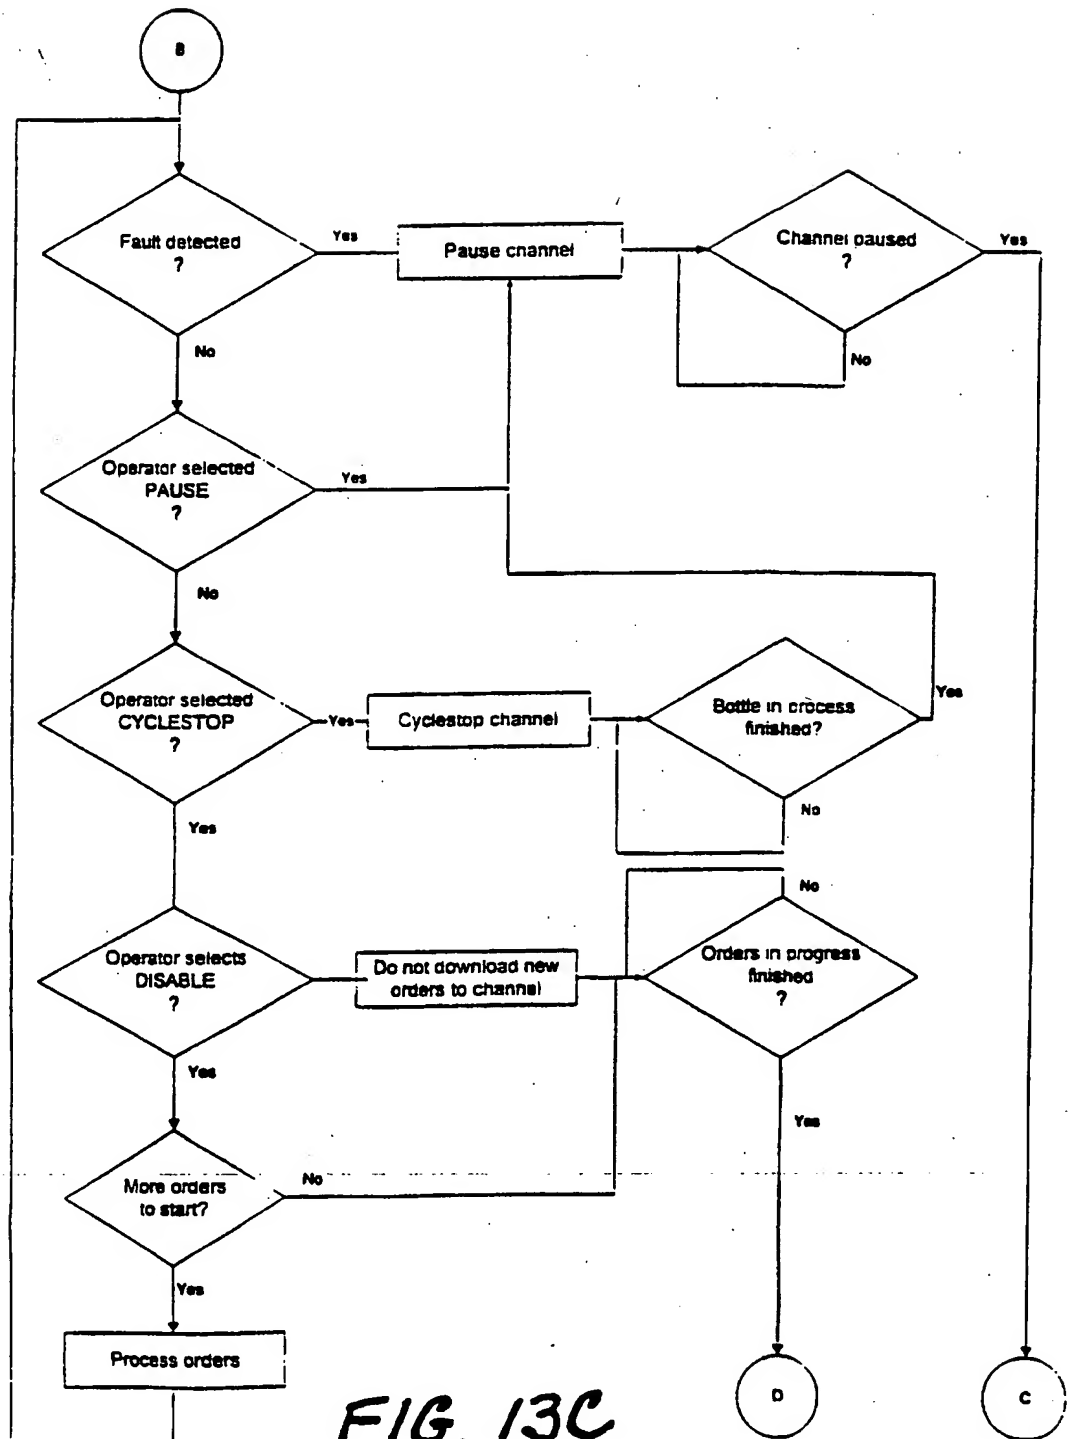 B
Fault detected
?
Yes
Pause channel
Channel paused
?
Yes
No
No
Operator selected
PAUSE
?
Yes
No
Operator selected
CYCLESTOP
?
Yes
Cyclestop channel
Bottle in process
finished?
Yes
No
Yes
No
Operator selects
DISABLE
?
Do not download new
orders to channel
Orders in progress
finished
?
Yes
Yes
More orders
to start?
No
Yes
Process orders
D
C
FIG. 13C